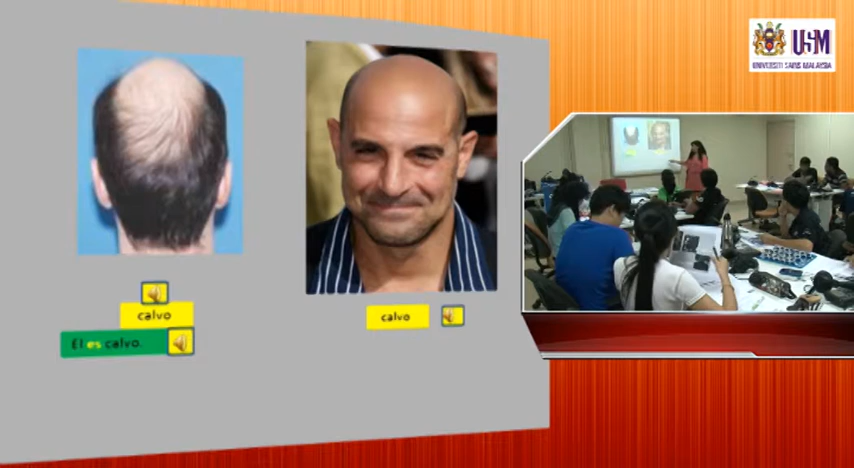 USM
UNIVERSITI SAINS MALAYSIA
calvo
Él es calvo.
calvo